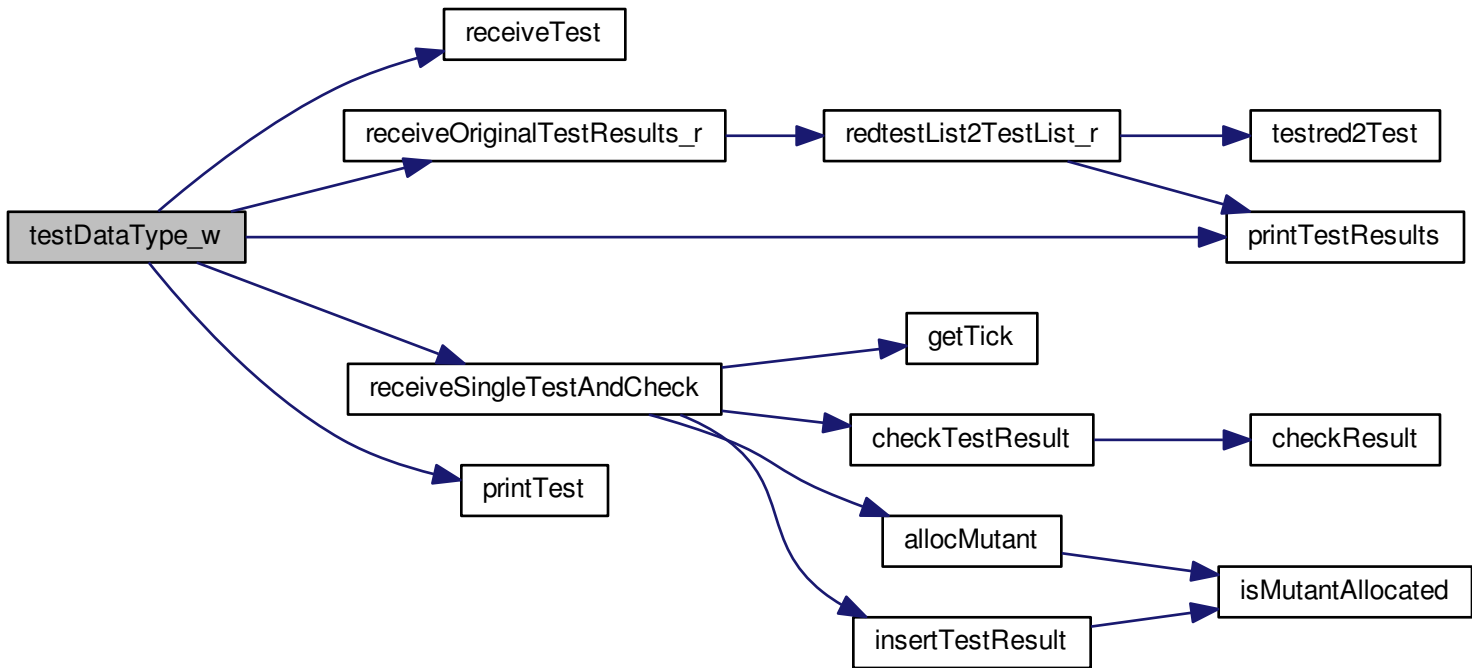 receiveTest
receiveOriginalTestResults_r
redtestList2TestList_r
testred2Test
testDataType_w
printTestResults
getTick
receiveSingleTestAndCheck
checkTestResult
checkResult
printTest
allocMutant
isMutantAllocated
insertTestResult